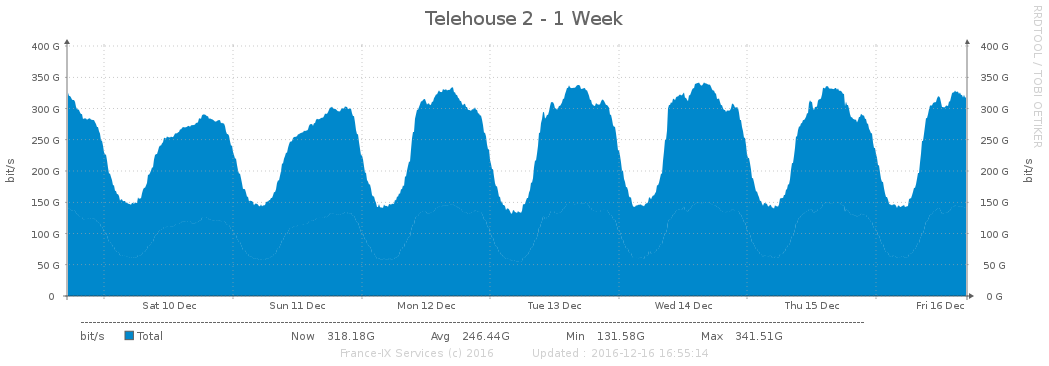 Telehouse 2 - 1 Week
RRDTOOL / TOBI OETIKER
400 G 400 G
350 G 350 G
300 G 300 G
250 G 250 G
200 G 200 G
150 G 150 G
100 G 100 G
50 G 50 G
0 0 G
bit/s bit/s
Sat 10 Dec Sun 11 Dec Mon 12 Dec Tue 13 Dec Wed 14 Dec Thu 15 Dec Fri 16 Dec
bit/s Total Now 318.18G Avg 246.44G Min 131.58G Max 341.51G
France-IX Services (c) 2016 Updated : 2016-12-16 16:55:14